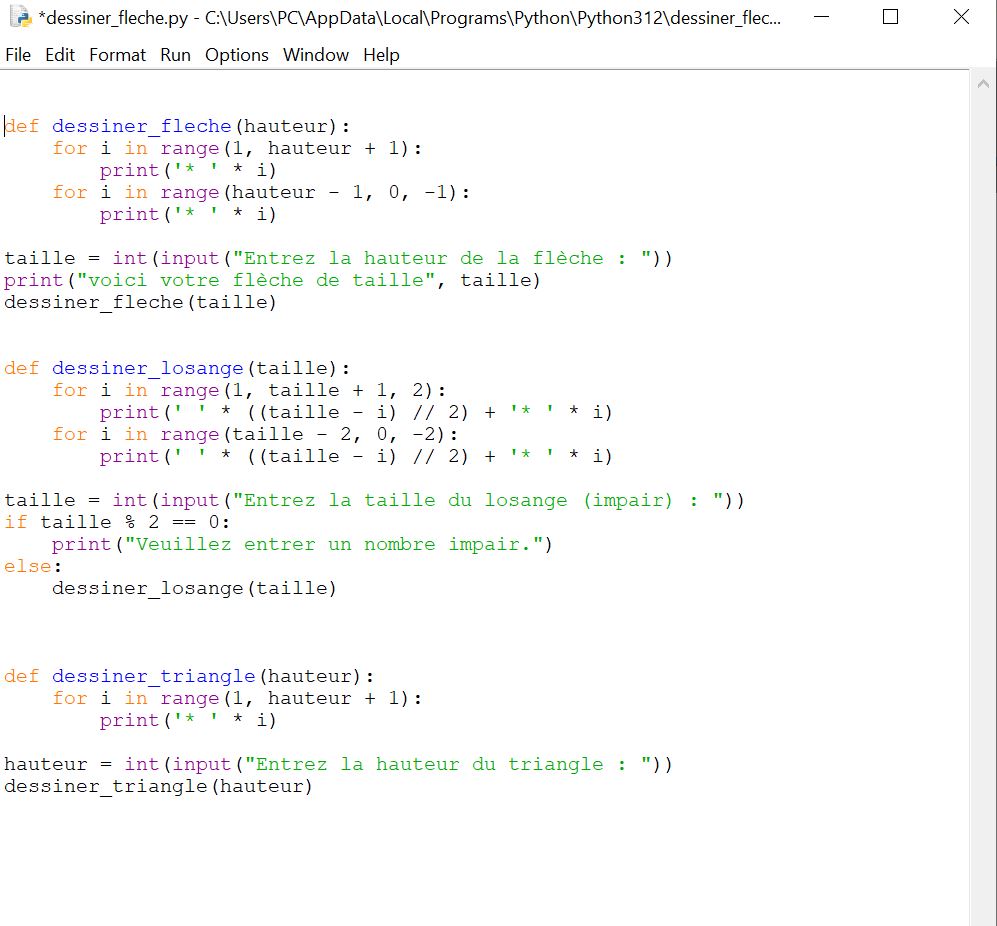 *dessiner_fleche.py - C:\Users\PC\AppData\Local\Programs\Python\Python312\dessiner_flec...
File Edit Format Run Options Window Help
def dessiner_fleche(hauteur):
    for i in range(1, hauteur + 1):
        print('* ' * i)
    for i in range(hauteur - 1, 0, -1):
        print('* ' * i)

taille = int(input("Entrez la hauteur de la flèche : "))
print("voici votre flèche de taille", taille)
dessiner_fleche(taille)

def dessiner_losange(taille):
    for i in range(1, taille + 1, 2):
        print(' ' * ((taille - i) // 2) + '* ' * i)
    for i in range(taille - 2, 0, -2):
        print(' ' * ((taille - i) // 2) + '* ' * i)

taille = int(input("Entrez la taille du losange (impair) : "))
if taille % 2 == 0:
    print("Veuillez entrer un nombre impair.")
else:
    dessiner_losange(taille)

def dessiner_triangle(hauteur):
    for i in range(1, hauteur + 1):
        print('* ' * i)

hauteur = int(input("Entrez la hauteur du triangle : "))
dessiner_triangle(hauteur)